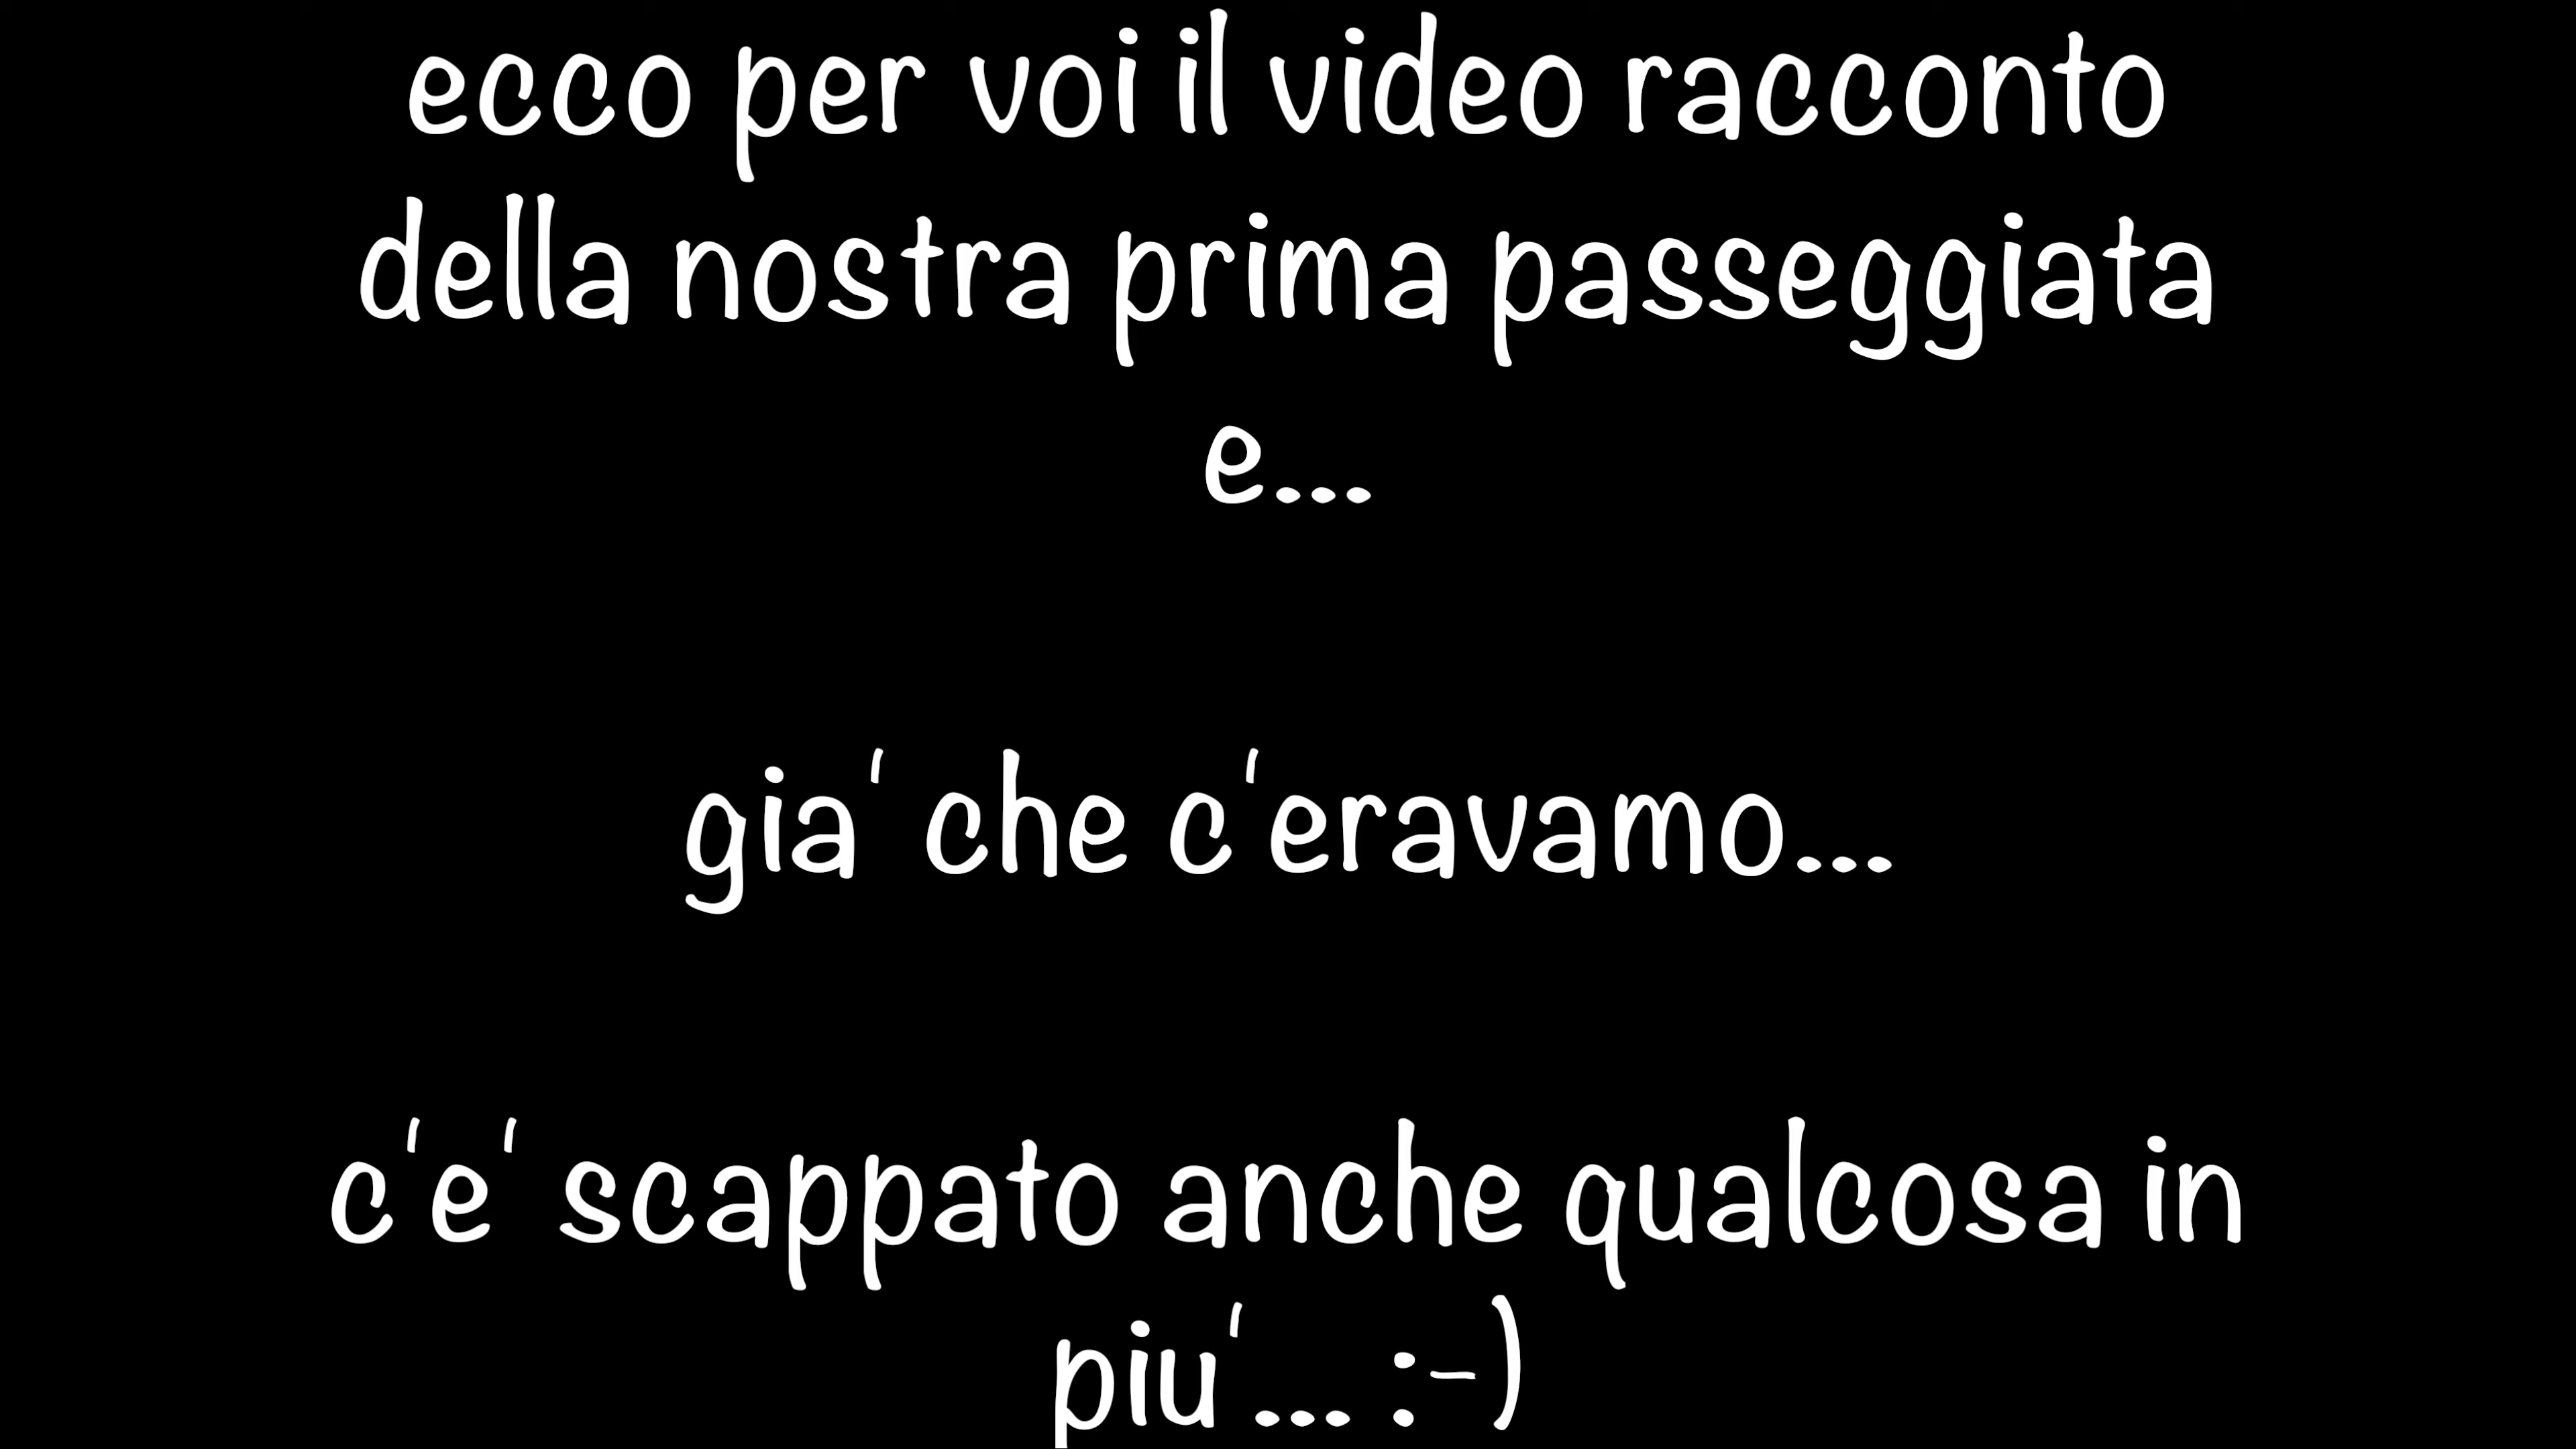 ecco per voi il video racconto
della nostra prima passeggiata
e...
gia' che c'eravamo...
c'e' scappato anche qualcosa in
piu'... :-)